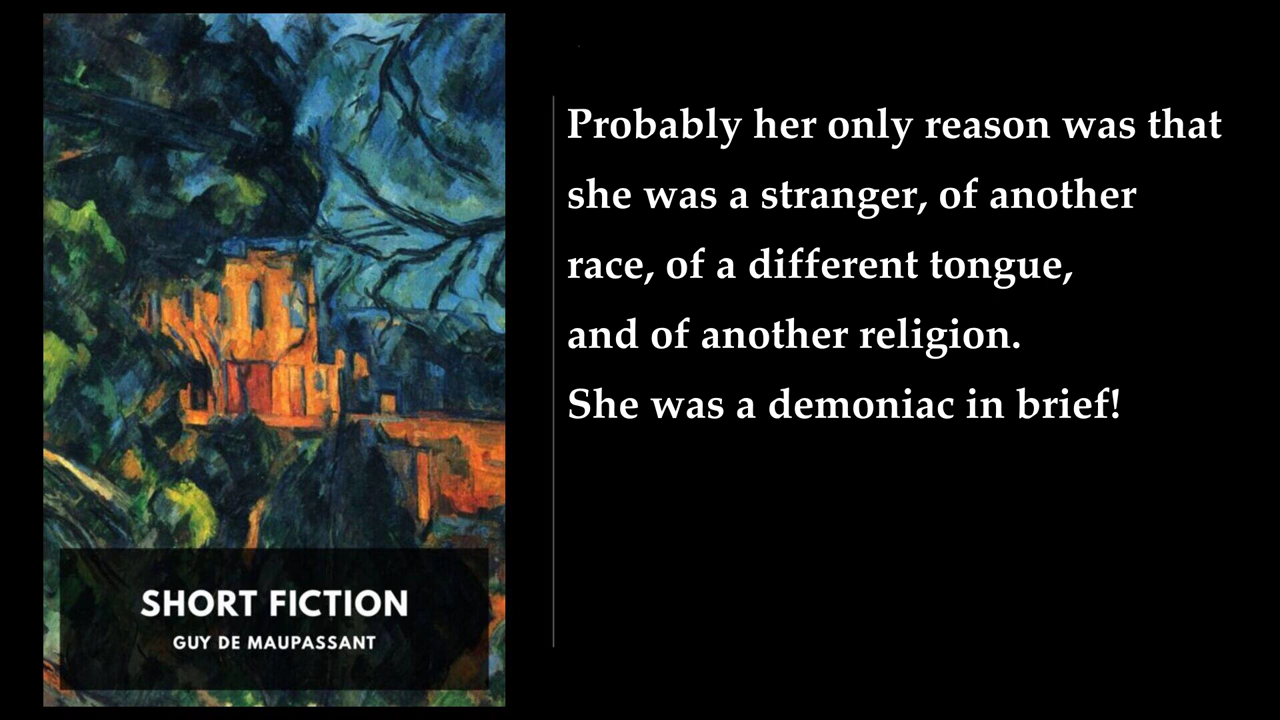 Probably her only reason was that
she was a stranger, of another
race, of a different tongue,
and of another religion.
She was a demoniac in brief!
SHORT FICTION
GUY DE MAUPASSANT